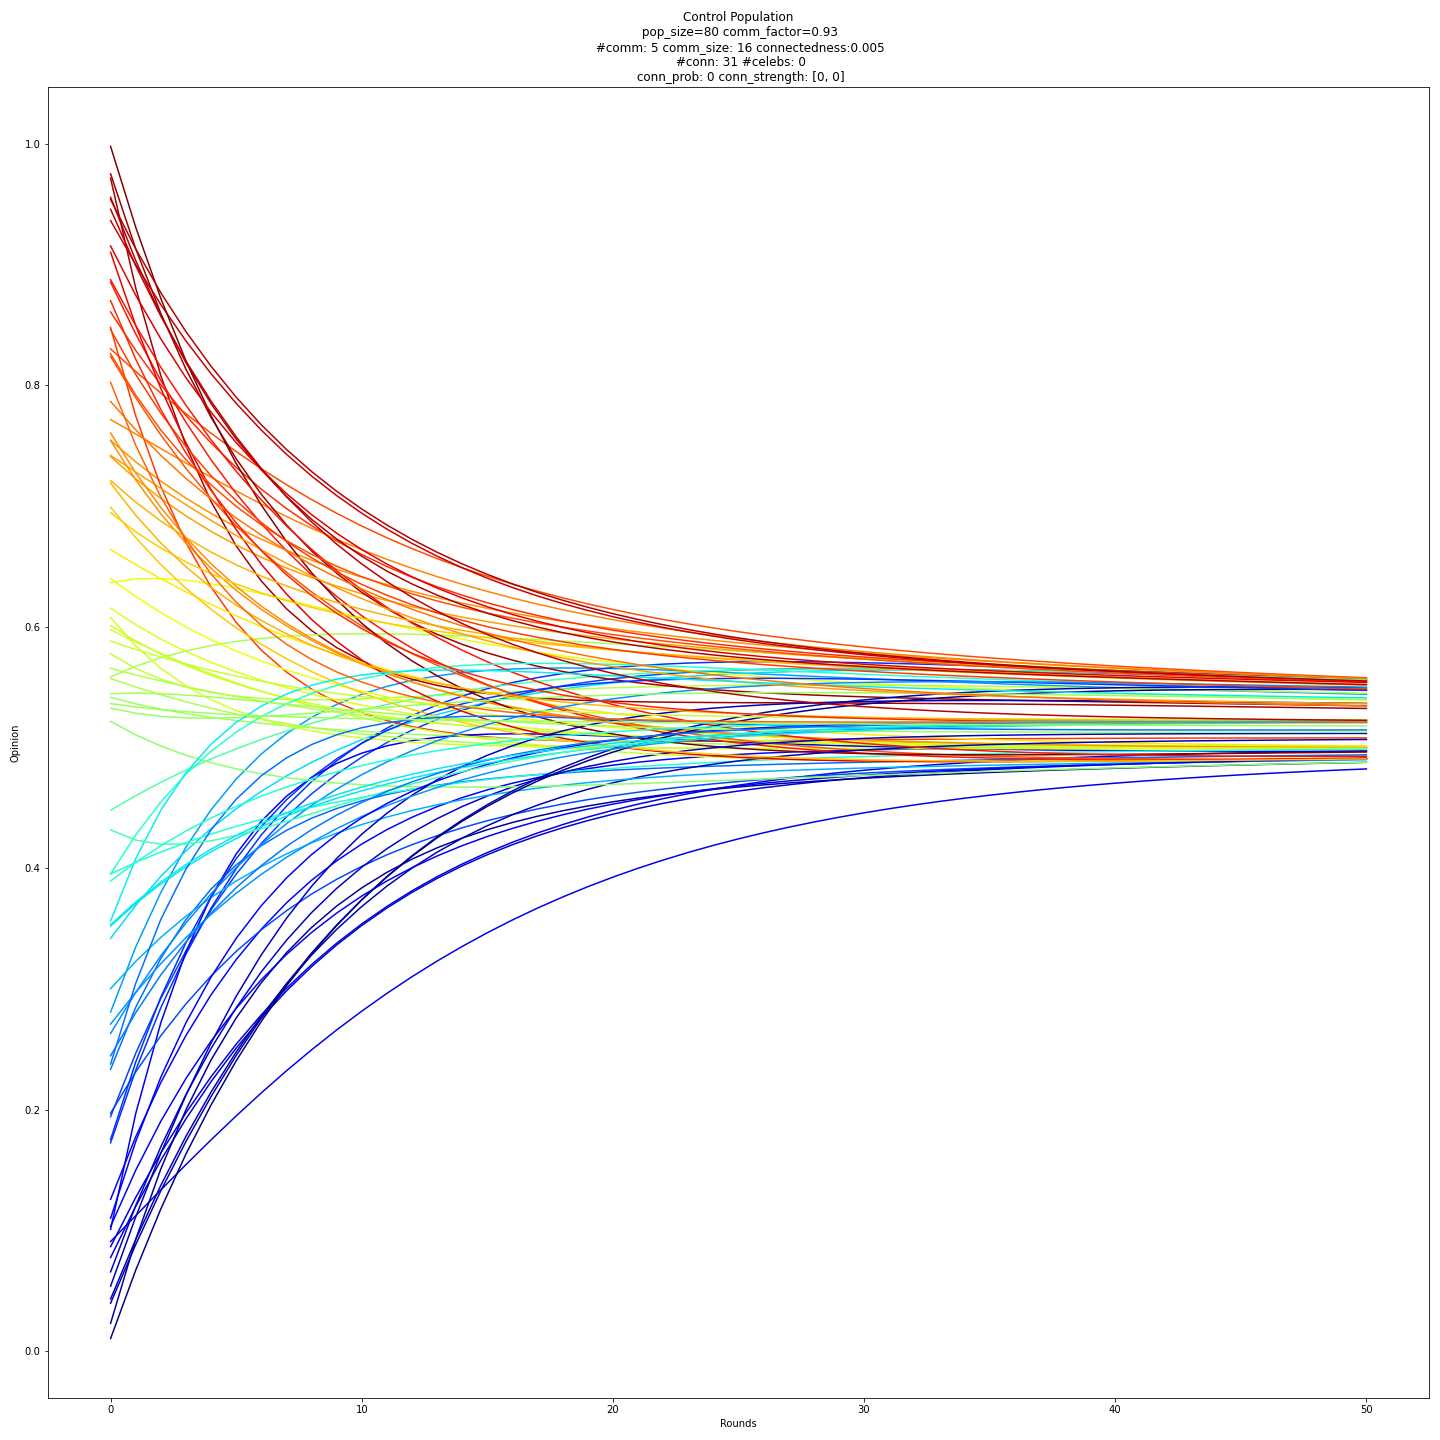 Control Population
pop_size=80 comm_factor=0.93
#comm: 5 comm_size: 16 connectedness:0.005
#conn: 31 #celebs: 0
conn_prob: 0 conn_strength: [0, 0]
1.0
0.8
0.6
0.4
0.2
0.0
Opinion
0 10 20 30 40 50
Rounds